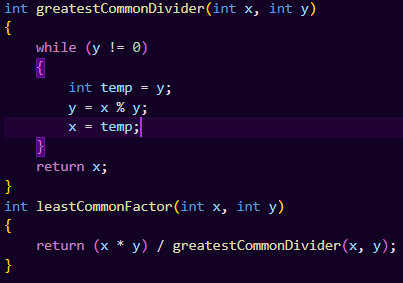 int greatestCommonDivider(int x, int y)
{
    while (y != 0)
    {
        int temp = y;
        y = x % y;
        x = temp;
    }
    return x;
}
int leastCommonFactor(int x, int y)
{
    return (x * y) / greatestCommonDivider(x, y);
}